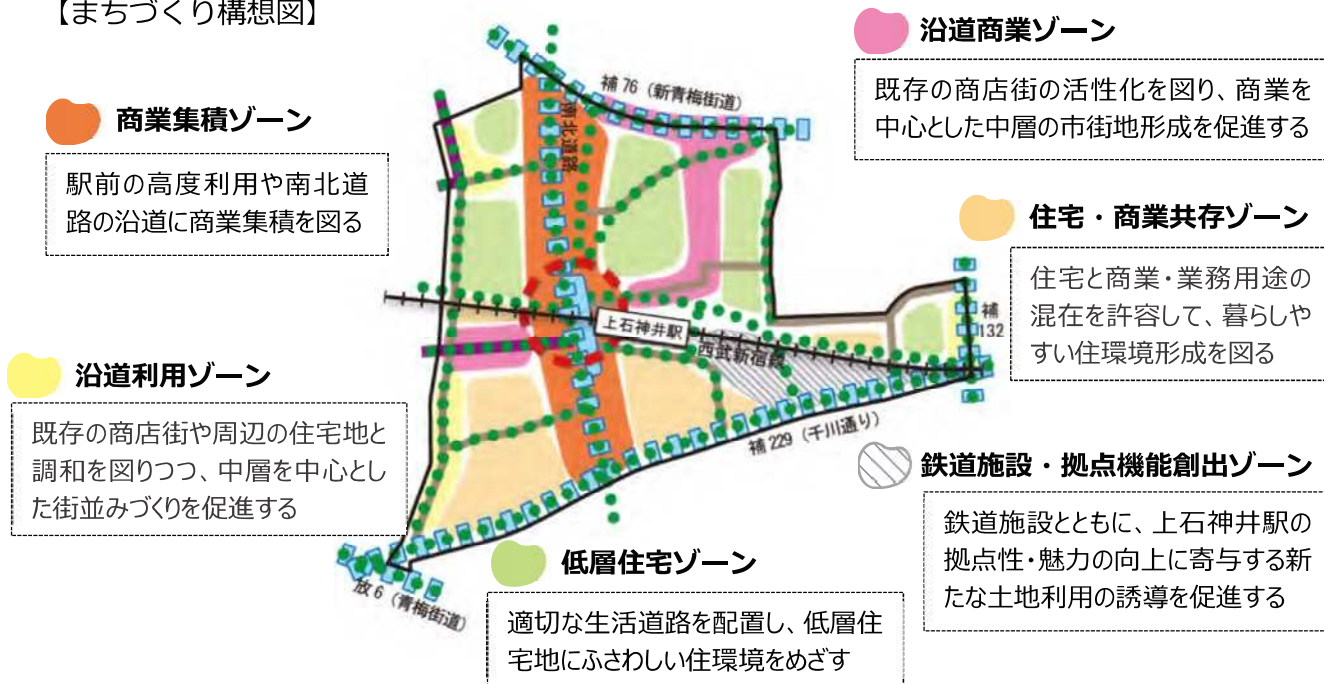 【まちづくり構想図】
商業集積ゾーン
駅前の高度利用や南北道
路の沿道に商業集積を図る
沿道利用ゾーン
既存の商店街や周辺の住宅地と
調和を図りつつ、中層を中心とし
た街並みづくりを促進する
補76（新青梅街道）
南北道路
上石神井駅
西武新宿線
補
132
補229（千川通り）
放6（青梅街道）
沿道商業ゾーン
既存の商店街の活性化を図り、商業を
中心とした中層の市街地形成を促進する
住宅・商業共存ゾーン
住宅と商業・業務用途の
混在を許容して、暮らしや
すい住環境形成を図る
鉄道施設・拠点機能創出ゾーン
鉄道施設とともに、上石神井駅の
拠点性・魅力の向上に寄与する新
たな土地利用の誘導を促進する
低層住宅ゾーン
適切な生活道路を配置し、低層住
宅地にふさわしい住環境をめざす